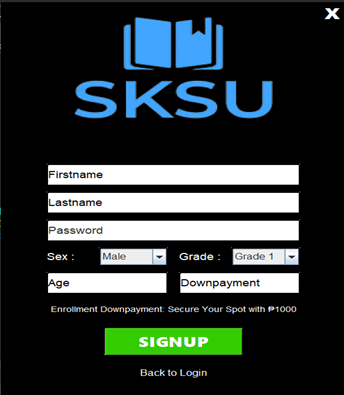 X
SKSU
Firstname
Lastname
Password
Sex : Male Grade : Grade 1
Age Downpayment
Enrollment Downpayment: Secure Your Spot with ₱1000
SIGNUP
Back to Login